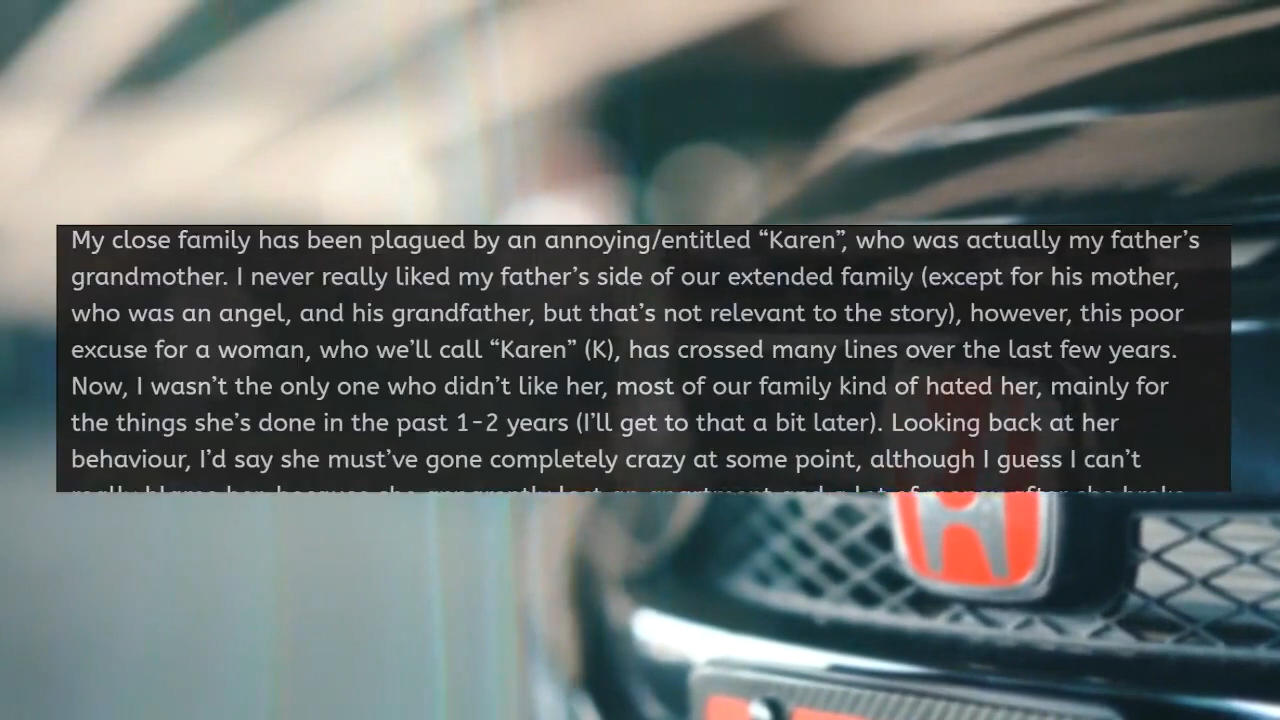 My close family has been plagued by an annoying/entitled “Karen”, who was actually my father’s
grandmother. I never really liked my father’s side of our extended family (except for his mother,
who was an angel, and his grandfather, but that’s not relevant to the story), however, this poor
excuse for a woman, who we’ll call “Karen” (K), has crossed many lines over the last few years.
Now, I wasn’t the only one who didn’t like her, most of our family kind of hated her, mainly for
the things she’s done in the past 1-2 years (I’ll get to that a bit later). Looking back at her
behaviour, I’d say she must’ve gone completely crazy at some point, although I guess I can’t